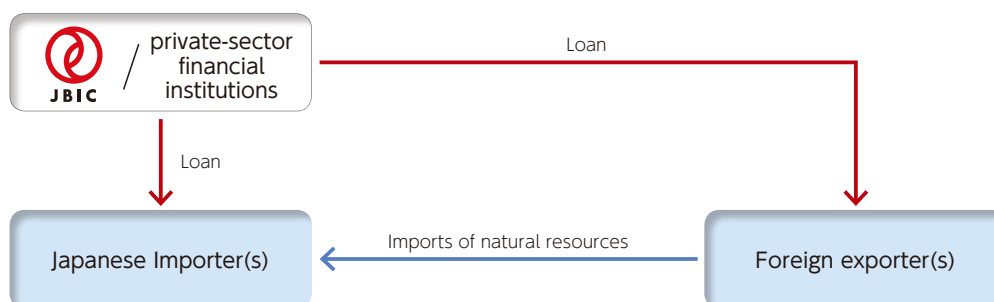 JBIC
/
private-sector
financial
institutions
Loan
Loan
Japanese Importer(s)
Imports of natural resources
Foreign exporter(s)